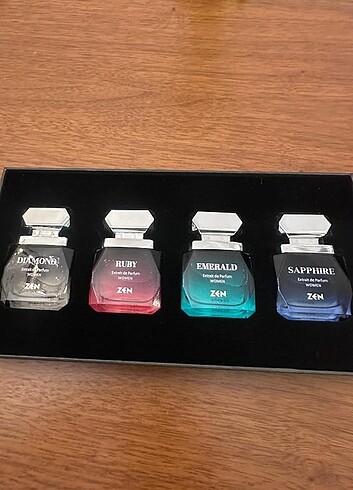 DIAMOND
Extrait de Parfum
WOMEN
ZEN
RUBY
Extrait de Parfum
WOMEN
ZEN
EMERALD
Extrait de Parfum
WOMEN
ZEN
SAPPHIRE
Extrait de Parfum
WOMEN
ZEN